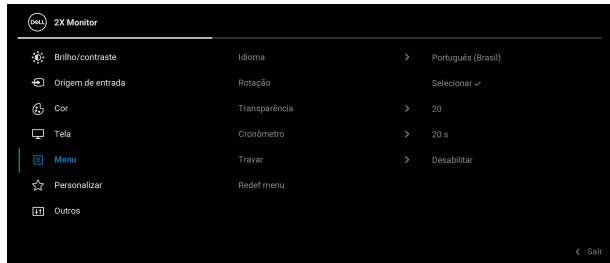 DELL 2X Monitor
Brilho/contraste Idioma Português (Brasil)
Origem de entrada Rotação Selecionar
Cor Transparência 20
Tela Cronômetro 20 s
Menu Travar Desabilitar
Personalizar Redef menu
Outros
Sair